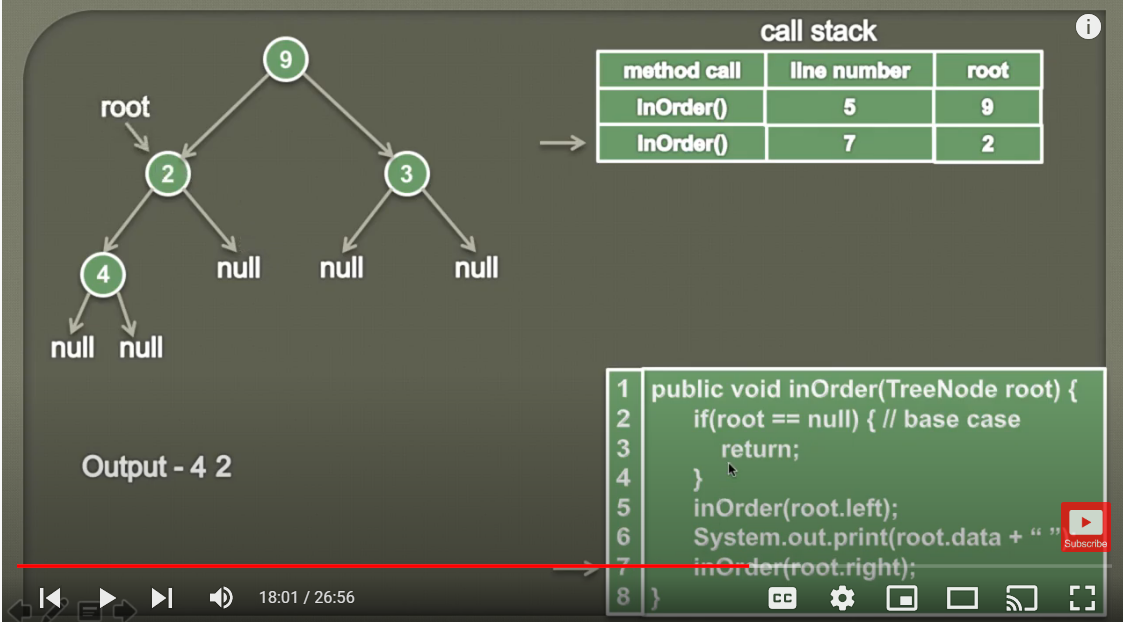 call stack
method call line number root
InOrder() 5 9
InOrder() 7 2
9
root
2 3
4 null null null
null null
Output - 4 2
1 public void inOrder(TreeNode root) {
2 if(root == null) { // base case
3 return;
4 }
5 inOrder(root.left);
6 System.out.print(root.data + “ ”
7 inOrder(root.right);
8 }
Subscribe
18:01 / 26:56
CC
i